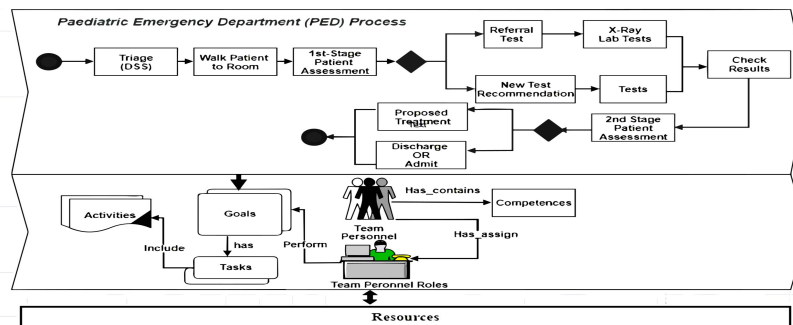 Paediatric Emergency Department (PED) Process
Triage
(DSS)
Walk Patient
to Room
1st-Stage
Patient
Assessment
Referral
Test
X-Ray
Lab Tests
New Test
Recommendation
Tests
Check
Results
2nd Stage
Patient
Assessment
Proposed
Treatment
Text
Discharge
OR
Admit
Activities
Include
Goals
has
Tasks
Perform
Team
Personnel
Has_contains
Competences
Has_assign
Team Peronnel Roles
Resources